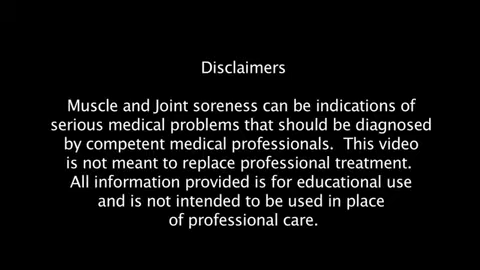 Disclaimers
Muscle and Joint soreness can be indications of
serious medical problems that should be diagnosed
by competent medical professionals.  This video
is not meant to replace professional treatment.
All information provided is for educational use
and is not intended to be used in place
of professional care.